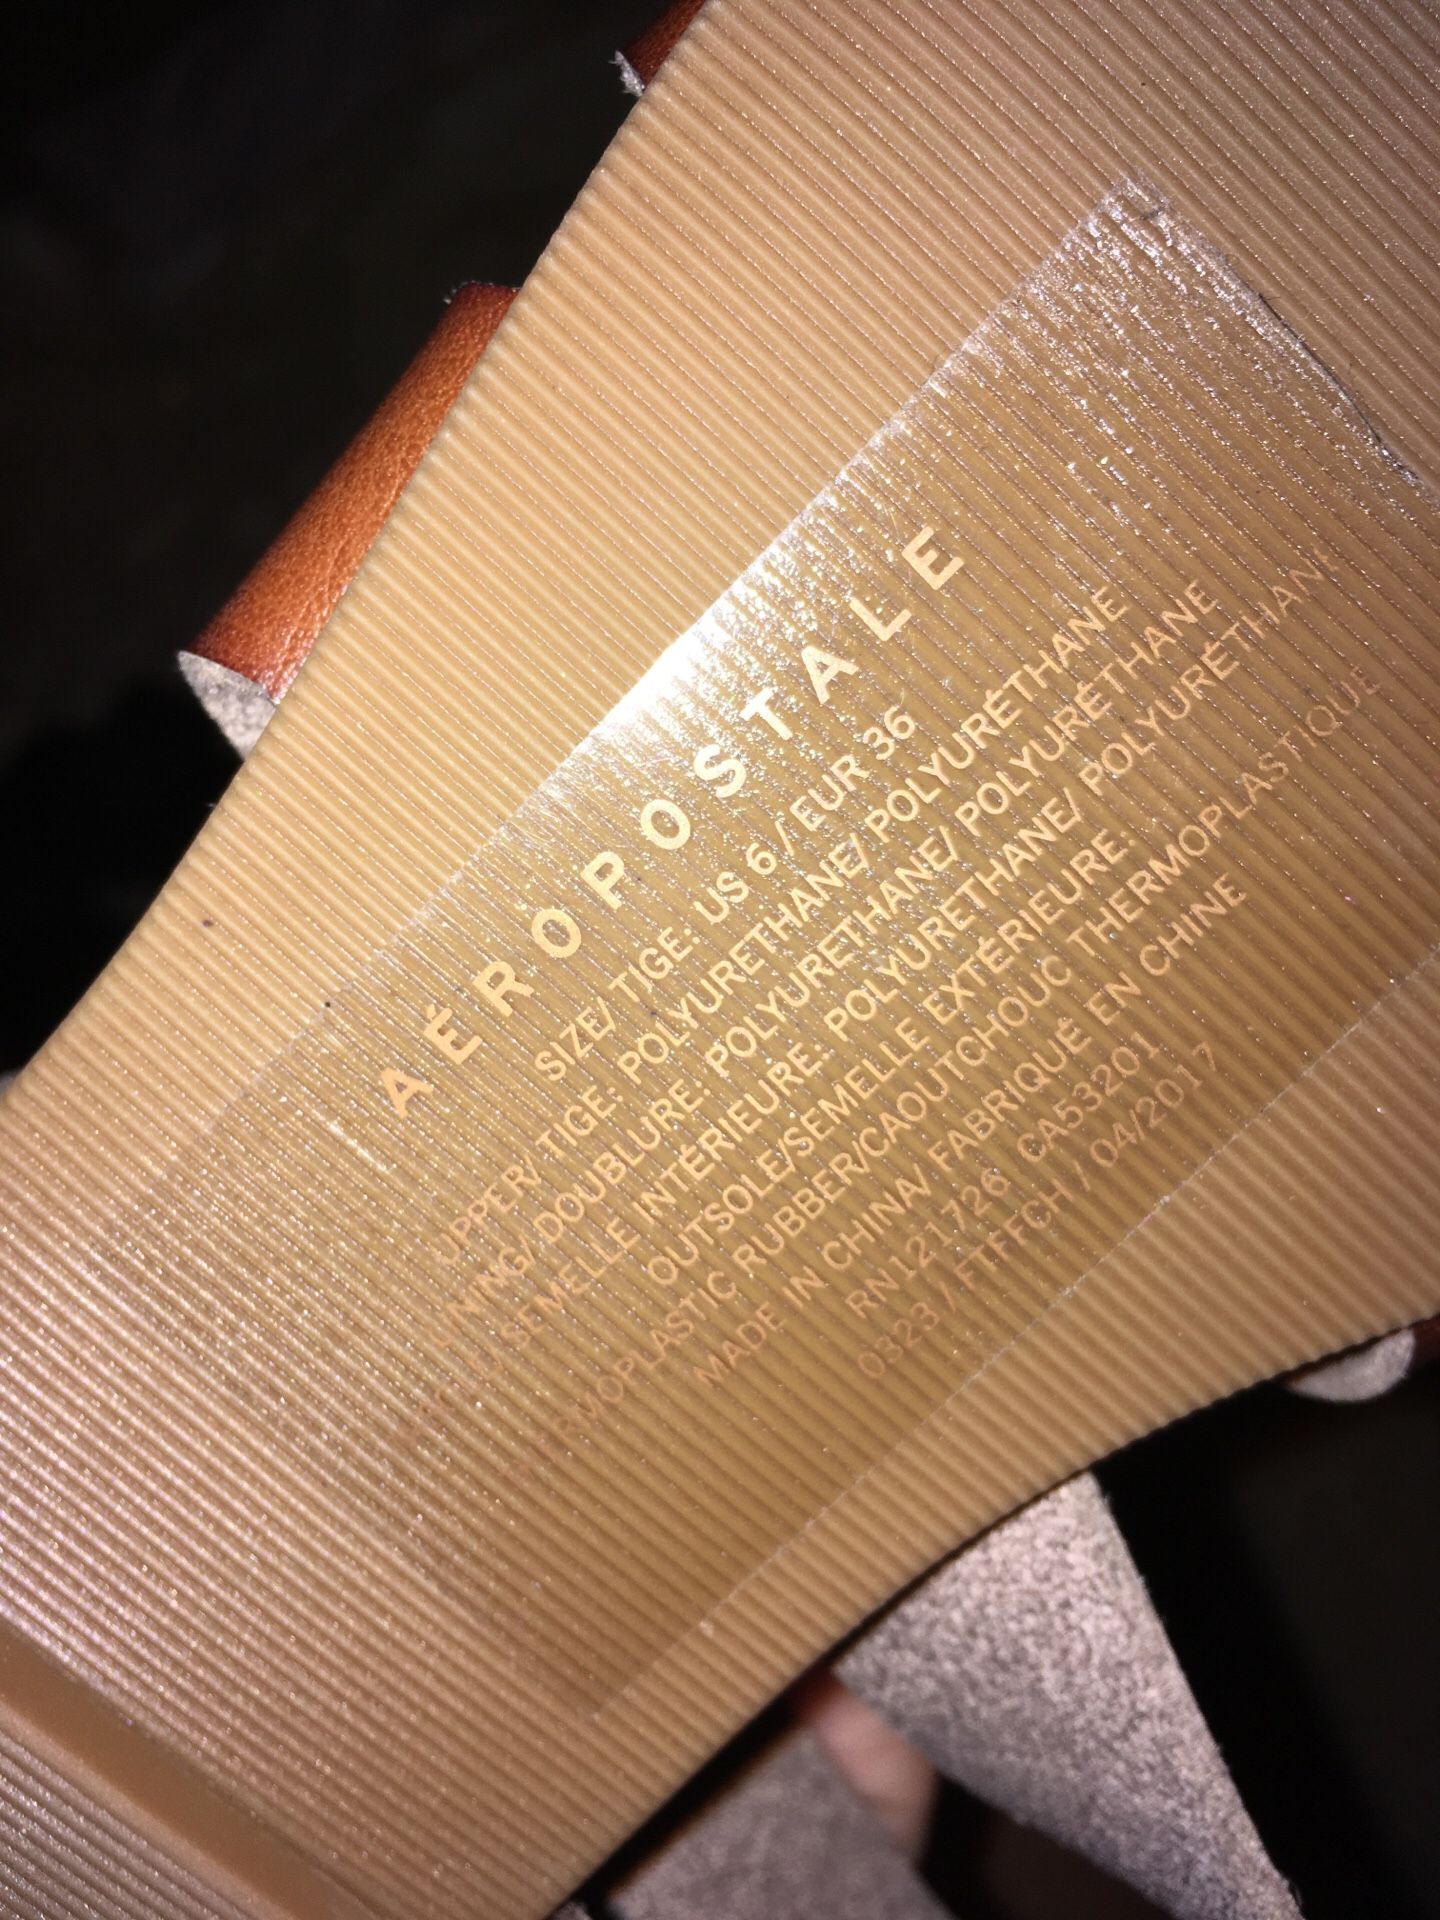 AÉROPOSTALE
SIZE/ TIGE: US 6 / EUR 36
UPPER/ TIGE: POLYURETHANE/ POLYURÉTHANE
LINING/ DOUBLURE: POLYURETHANE/ POLYURÉTHANE
SEMELLE INTÉRIEURE: POLYURETHANE/ POLYURÉTHANE
OUTSOLE/SEMELLE EXTÉRIEURE:
THERMOPLASTIC RUBBER/CAOUTCHOUC THERMOPLASTIQUE
MADE IN CHINA/ FABRIQUÉ EN CHINE
RN121726 CA53201
0323 / FTFFCH / 04/2017